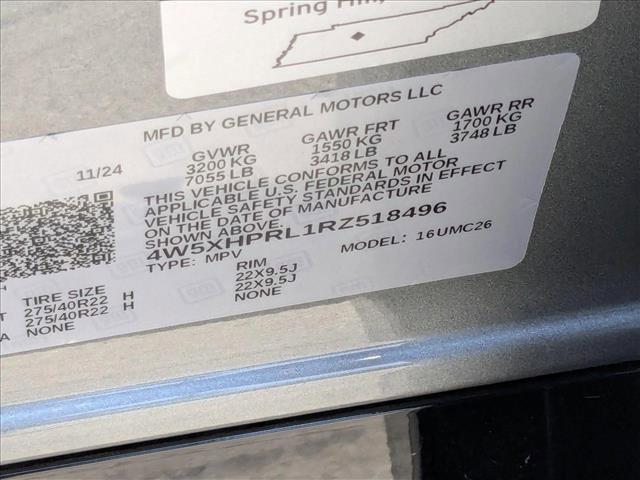 Spring Hill,
MFD BY GENERAL MOTORS LLC
11/24 GVWR GAWR FRT GAWR RR
3200 KG 1550 KG 1700 KG
7055 LB 3418 LB 3748 LB
THIS VEHICLE CONFORMS TO ALL
APPLICABLE U.S. FEDERAL MOTOR
VEHICLE SAFETY STANDARDS IN EFFECT
ON THE DATE OF MANUFACTURE
SHOWN ABOVE.
4W5XHPRL1RZ518496
TYPE: MPV MODEL: 16UMC26
TIRE SIZE RIM
275/40R22 H 22X9.5J
275/40R22 H 22X9.5J
NONE NONE